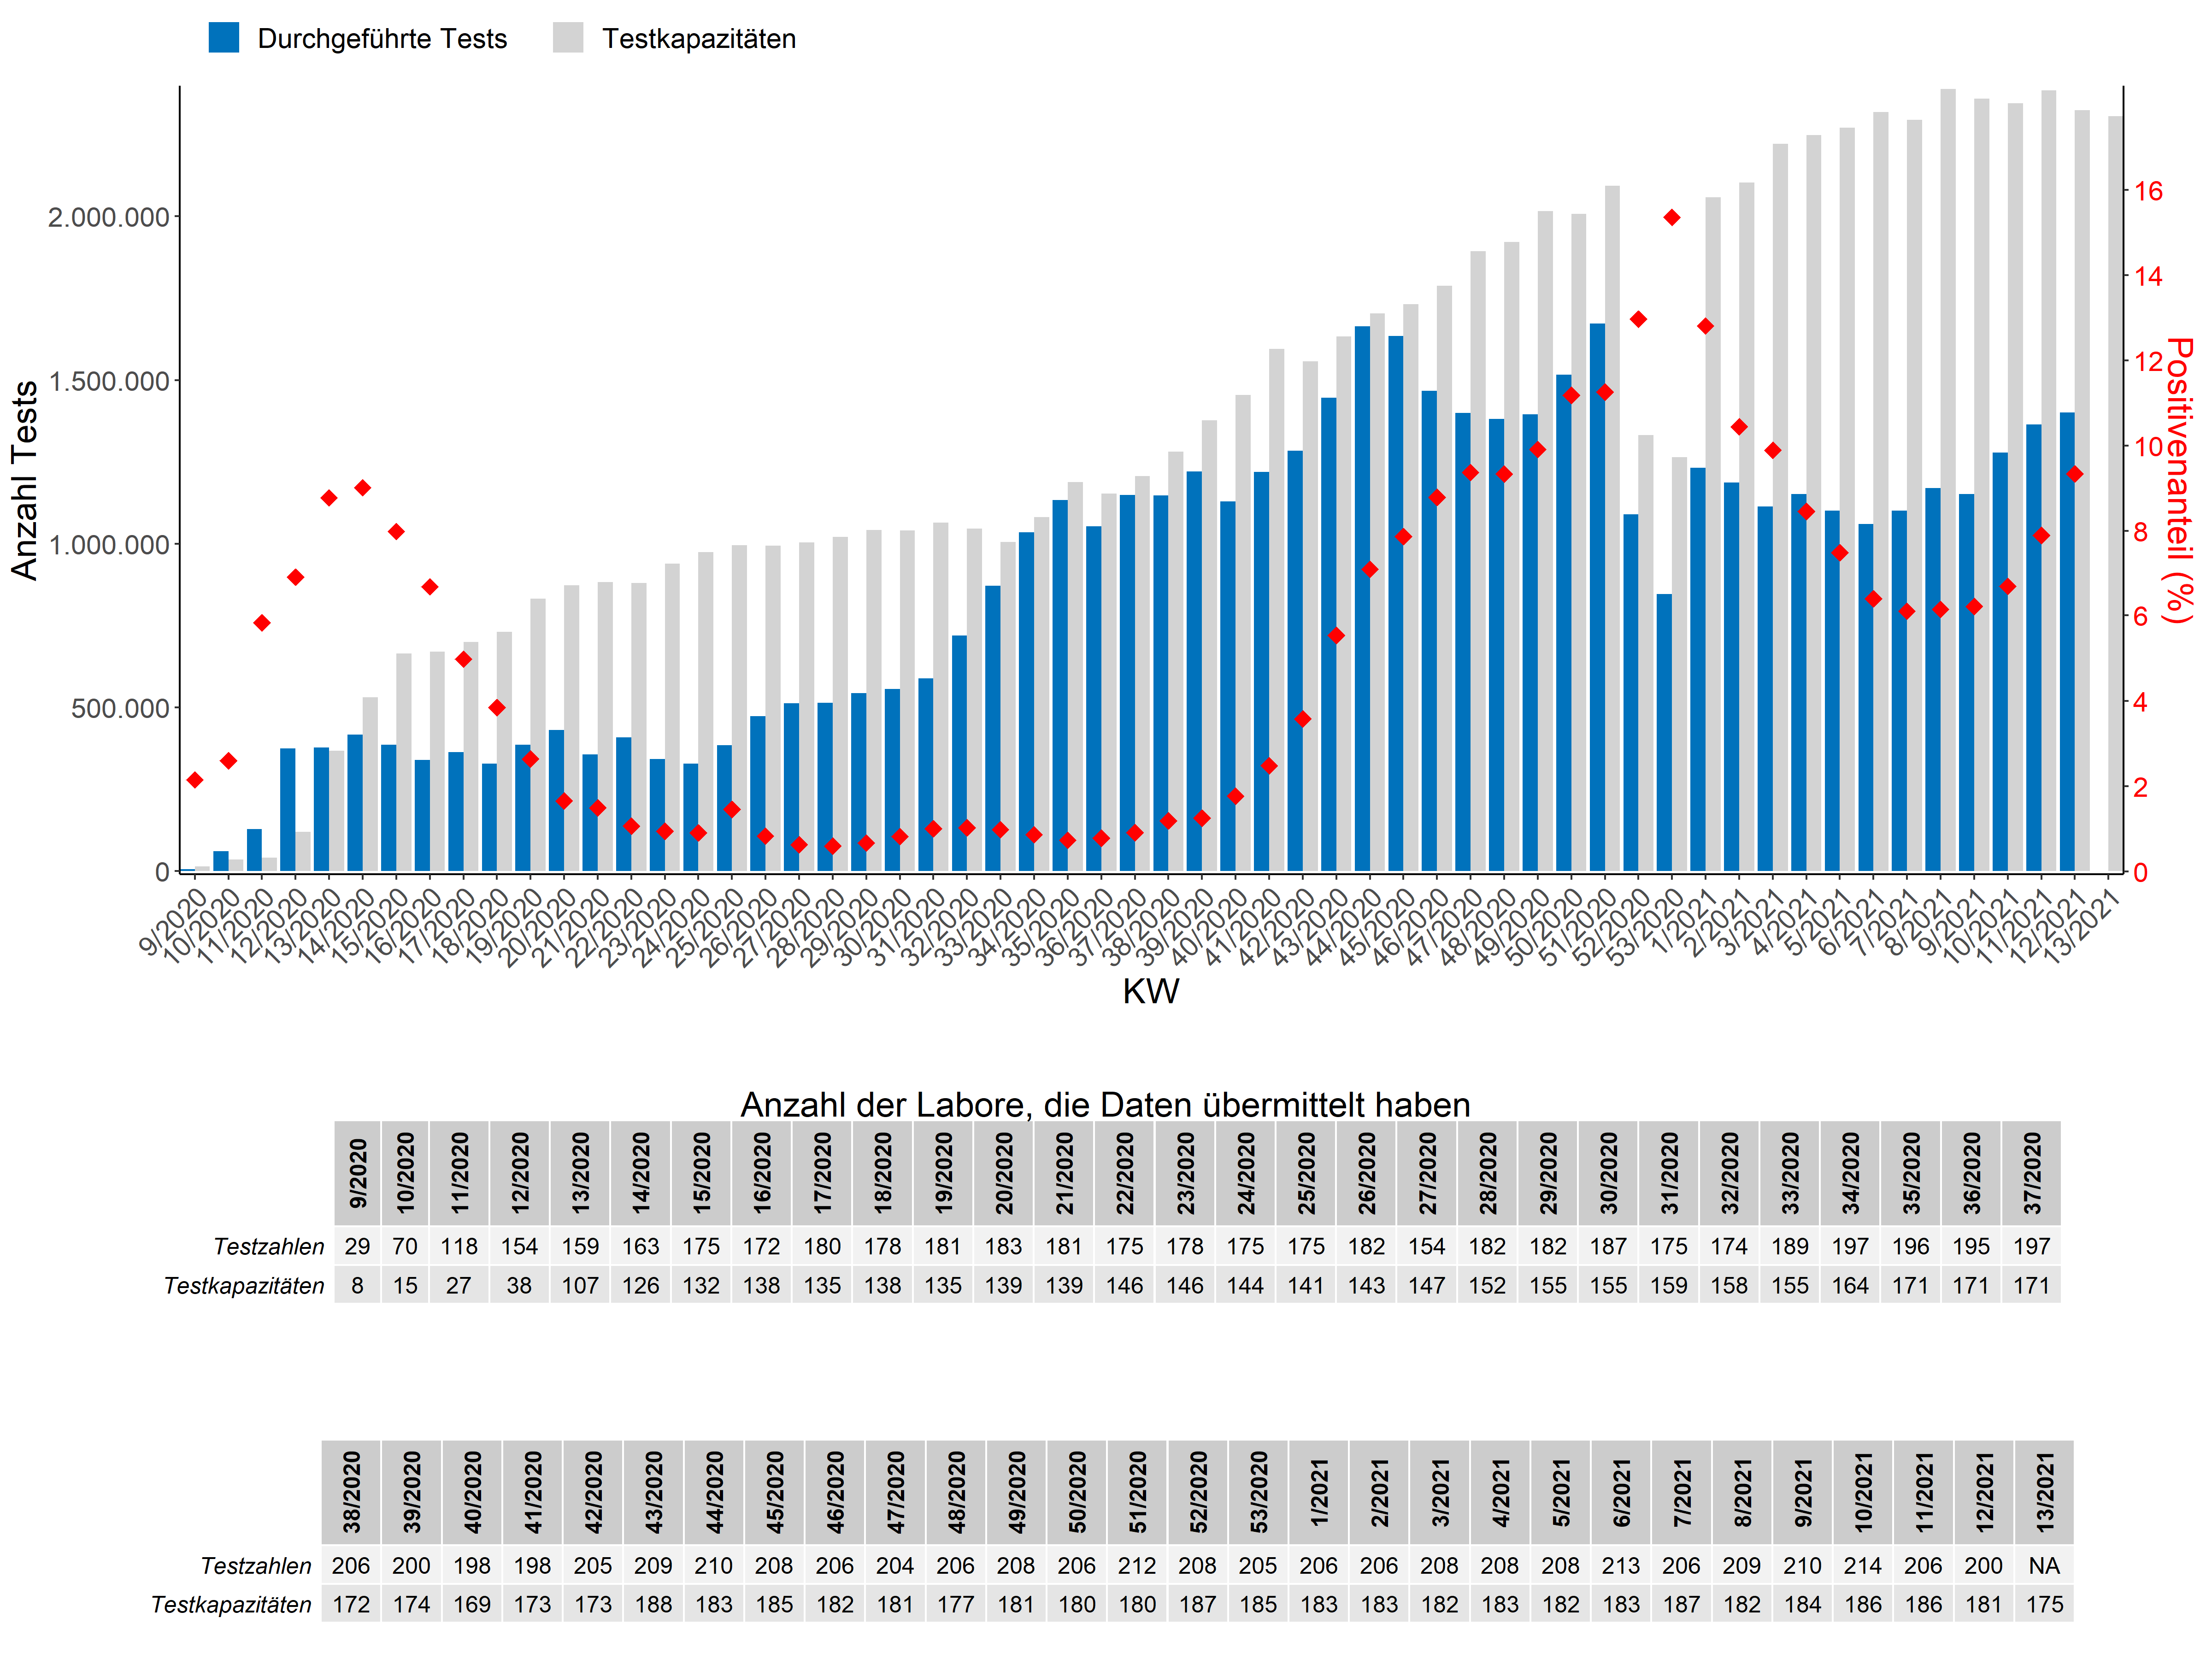 Durchgeführte Tests Testkapazitäten
Anzahl Tests
2.000.000
1.500.000
1.000.000
500.000
0
16
14
12
10
8
6
4
2
0
Positivenanteil (%)
9/2020 10/2020 11/2020 12/2020 13/2020 14/2020 15/2020 16/2020 17/2020 18/2020 19/2020 20/2020 21/2020 22/2020 23/2020 24/2020 25/2020 26/2020 27/2020 28/2020 29/2020 30/2020 31/2020 32/2020 33/2020 34/2020 35/2020 36/2020 37/2020 38/2020 39/2020 40/2020 41/2020 42/2020 43/2020 44/2020 45/2020 46/2020 47/2020 48/2020 49/2020 50/2020 51/2020 52/2020 53/2020 1/2021 2/2021 3/2021 4/2021 5/2021 6/2021 7/2021 8/2021 9/2021 10/2021 11/2021 12/2021 13/2021
KW
Anzahl der Labore, die Daten übermittelt haben
9/2020 10/2020 11/2020 12/2020 13/2020 14/2020 15/2020 16/2020 17/2020 18/2020 19/2020 20/2020 21/2020 22/2020 23/2020 24/2020 25/2020 26/2020 27/2020 28/2020 29/2020 30/2020 31/2020 32/2020 33/2020 34/2020 35/2020 36/2020 37/2020
Testzahlen 29 70 118 154 159 163 175 172 180 178 181 183 181 175 178 175 175 182 154 182 182 187 175 174 189 197 196 195 197
Testkapazitäten 8 15 27 38 107 126 132 138 135 138 135 139 139 146 146 144 141 143 147 152 155 155 159 158 155 164 171 171 171
38/2020 39/2020 40/2020 41/2020 42/2020 43/2020 44/2020 45/2020 46/2020 47/2020 48/2020 49/2020 50/2020 51/2020 52/2020 53/2020 1/2021 2/2021 3/2021 4/2021 5/2021 6/2021 7/2021 8/2021 9/2021 10/2021 11/2021 12/2021 13/2021
Testzahlen 206 200 198 198 205 209 210 208 206 204 206 208 206 212 208 205 206 206 208 208 208 213 206 209 210 214 206 200 NA
Testkapazitäten 172 174 169 173 173 188 183 185 182 181 177 181 180 180 187 185 183 183 182 183 182 183 187 182 184 186 186 181 175